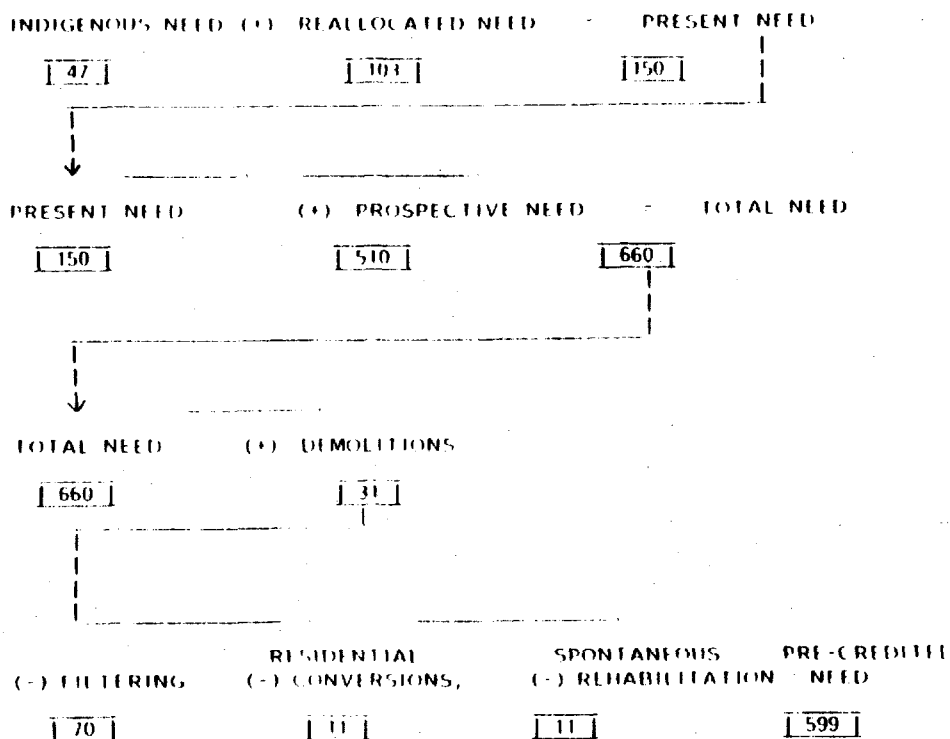 INDIGENOUS NEED (+) REALLOCATED NEED = PRESENT NEED
47 103 150
PRESENT NEED (+) PROSPECTIVE NEED = TOTAL NEED
150 510 660
TOTAL NEED (+) DEMOLITIONS
660 31
RESIDENTIAL SPONTANEOUS PRE-CREDITED
(-) FILTERING (-) CONVERSIONS, (-) REHABILITATION = NEED
70 11 11 599